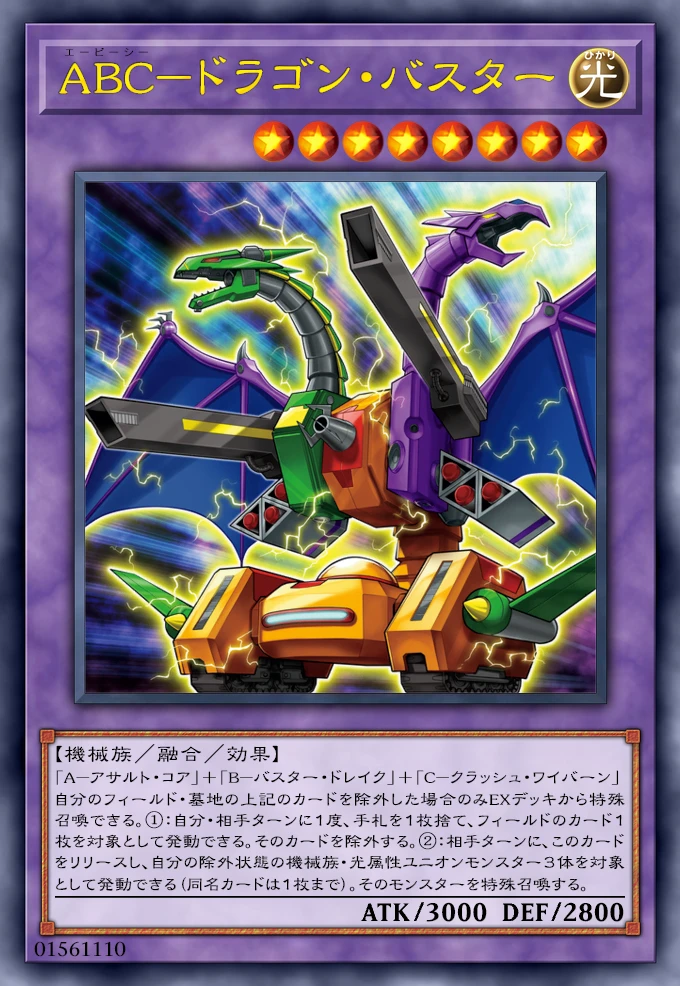 エービーシー
ABC－ドラゴン・バスター
ひかり
光
【機械族／融合／効果】
「A－アサルト・コア」＋「B－バスター・ドレイク」＋「C－クラッシュ・ワイバーン」
自分のフィールド・墓地の上記のカードを除外した場合のみEXデッキから特殊
召喚できる。①：自分・相手ターンに１度、手札を１枚捨て、フィールドのカード１
枚を対象として発動できる。そのカードを除外する。②：相手ターンに、このカード
をリリースし、自分の除外状態の機械族・光属性ユニオンモンスター３体を対象
として発動できる（同名カードは１枚まで）。そのモンスターを特殊召喚する。
ATK/3000 DEF/2800
01561110